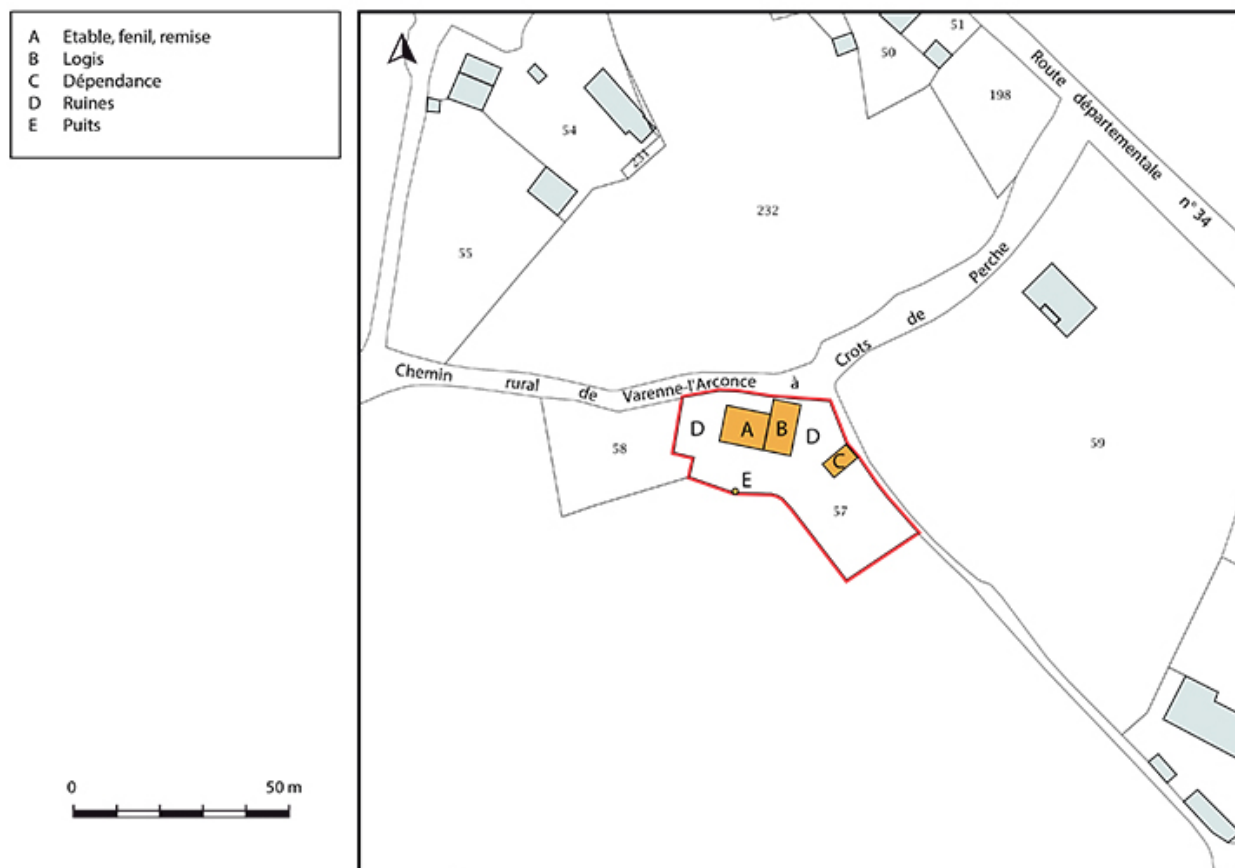 A Etable, fenil, remise
B Logis
C Dépendance
D Ruines
E Puits
0 50 m
51
50
198
54
231
232
55
Route départementale n° 34
Chemin rural de Varenne-l'Arconce à Crots de Perche
58
D
A
B
D
C
E
57
59